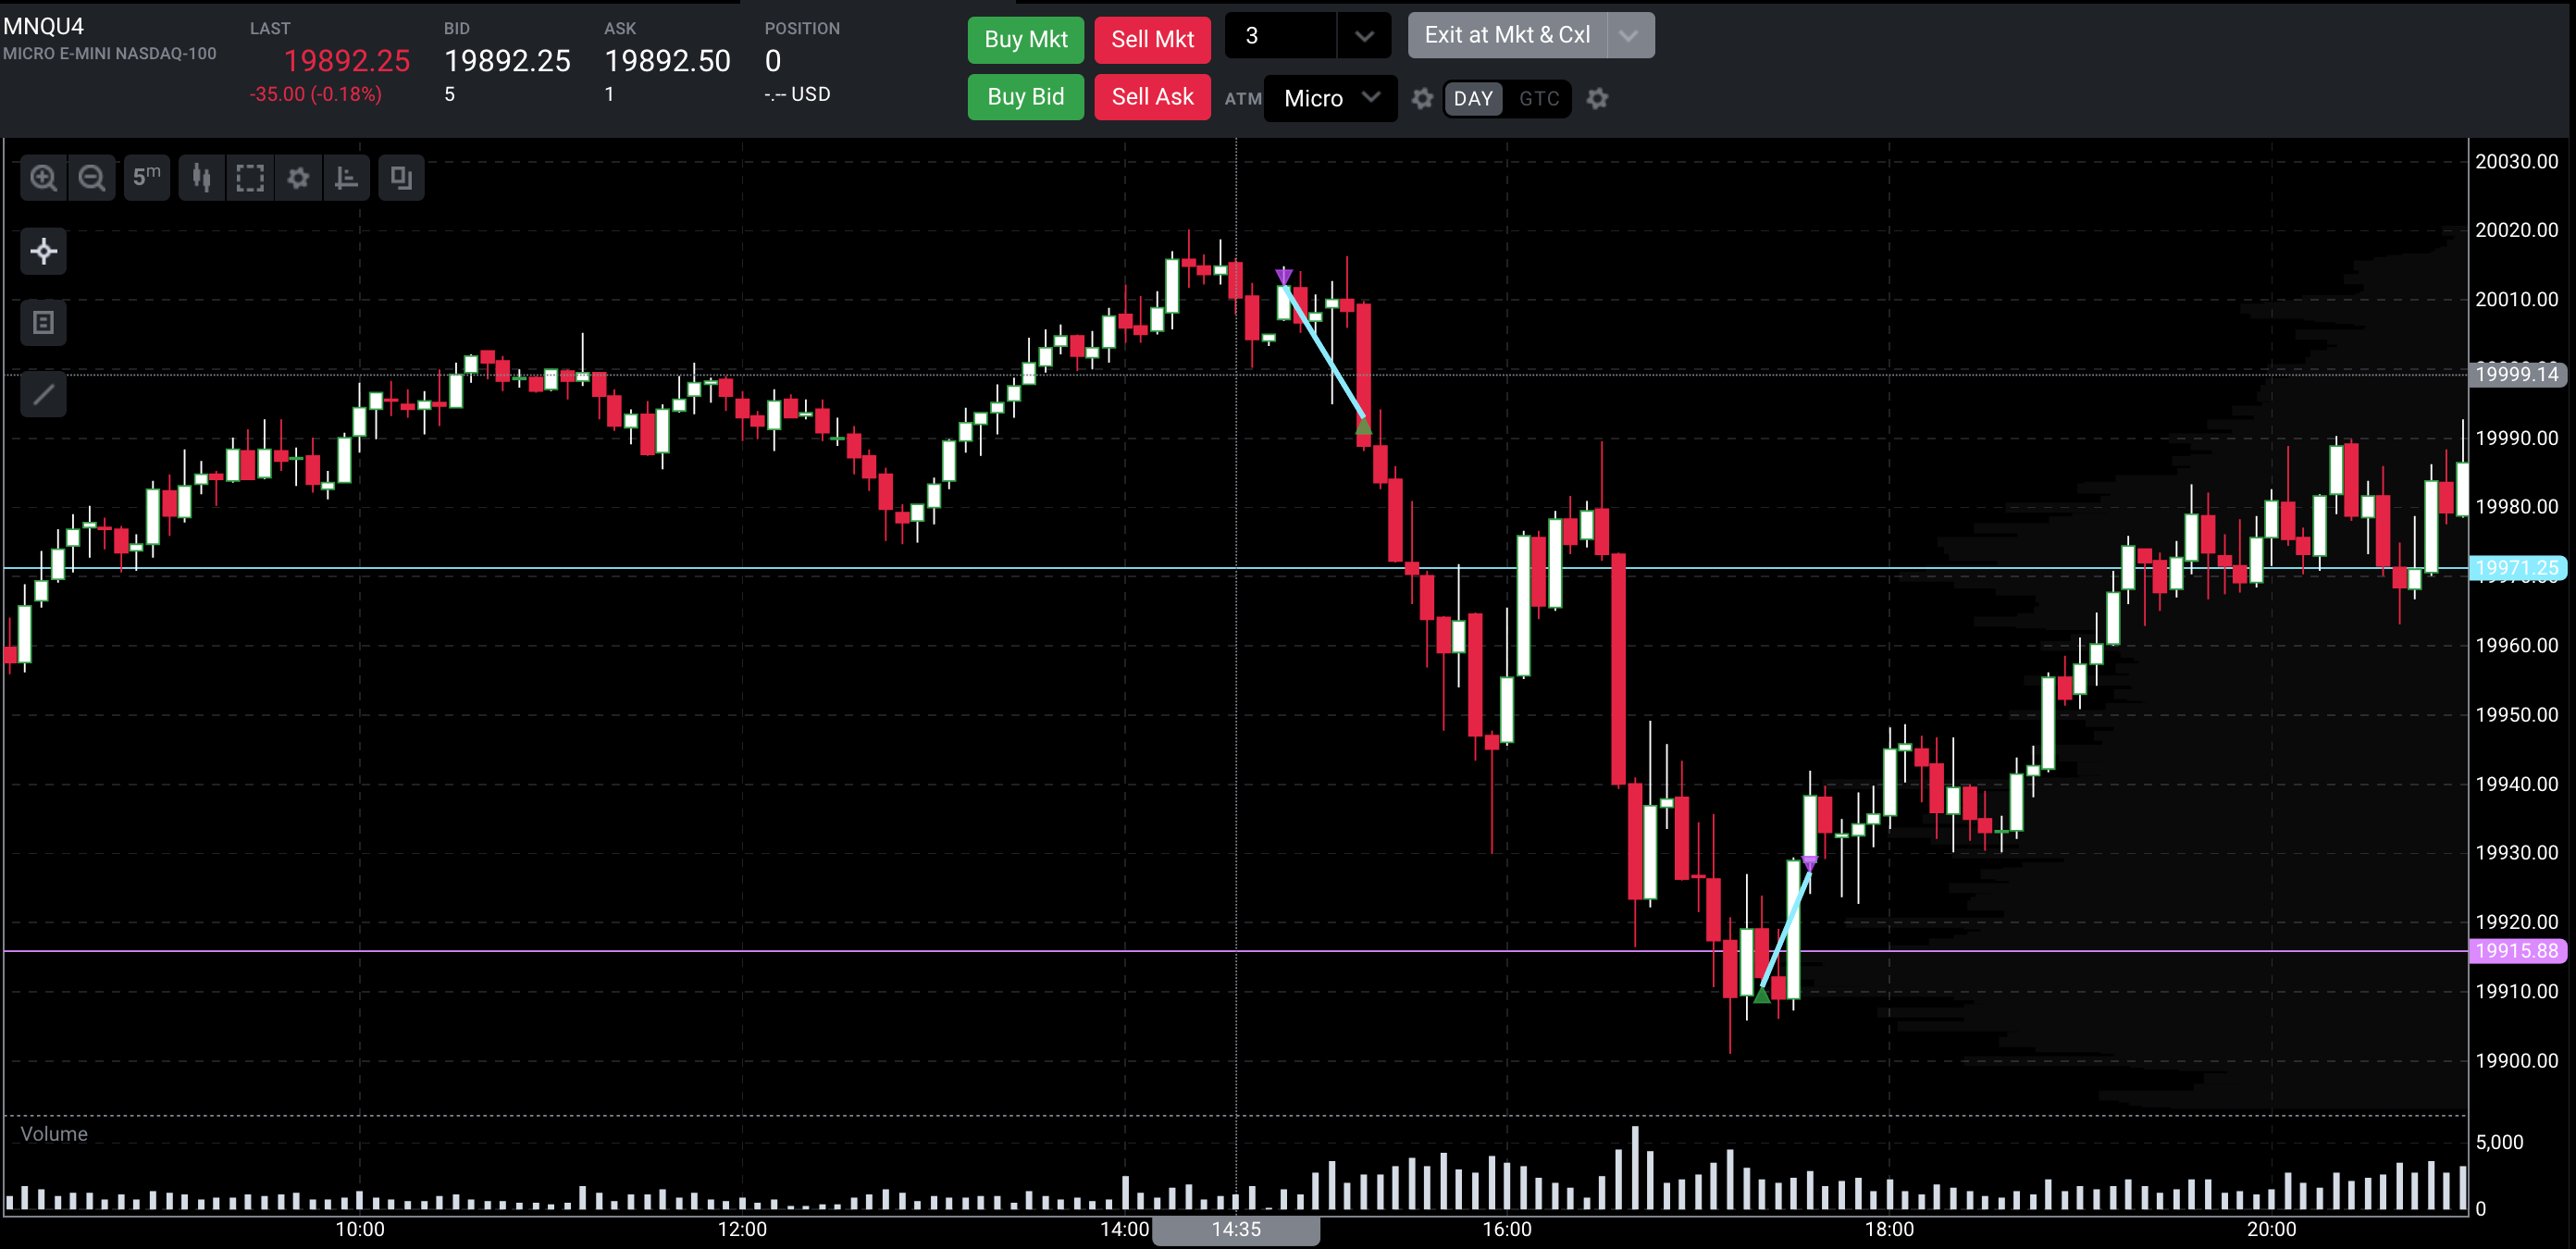 MNQU4
MICRO E-MINI NASDAQ-100
LAST
19892.25
-35.00 (-0.18%)
BID
19892.25
5
ASK
19892.50
1
POSITION
0
-.-- USD
Buy Mkt
Sell Mkt
3
Exit at Mkt & Cxl
Buy Bid
Sell Ask
ATM
Micro
DAY
GTC
5m
20030.00
20020.00
20010.00
19999.14
19990.00
19980.00
19971.25
19960.00
19950.00
19940.00
19930.00
19920.00
19915.88
19910.00
19900.00
Volume
5,000
0
10:00
12:00
14:00
14:35
16:00
18:00
20:00